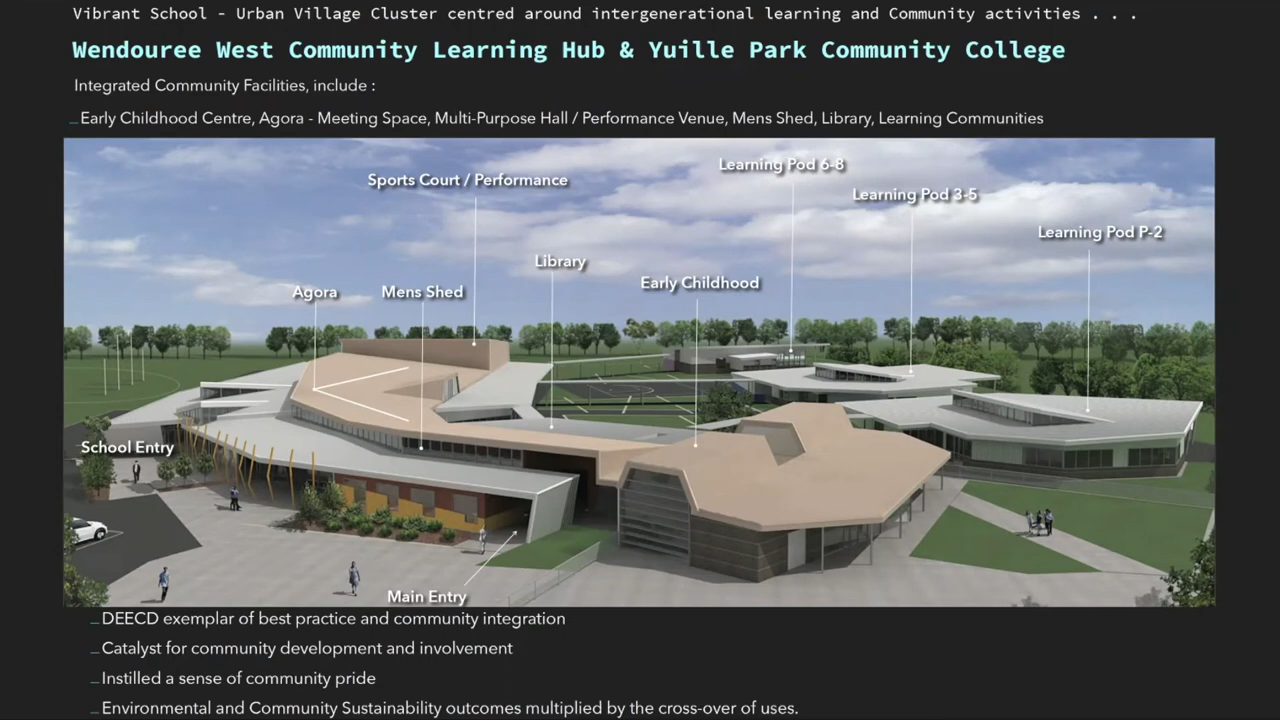 Vibrant School - Urban Village Cluster centred around intergenerational learning and Community activities . . .
Wendouree West Community Learning Hub & Yuille Park Community College
Integrated Community Facilities, include :
_Early Childhood Centre, Agora - Meeting Space, Multi-Purpose Hall / Performance Venue, Mens Shed, Library, Learning Communities
Learning Pod 6-8
Sports Court / Performance
Learning Pod 3-5
Learning Pod P-2
Library
Early Childhood
Agora
Mens Shed
School Entry
Main Entry
_DEECD exemplar of best practice and community integration
_Catalyst for community development and involvement
_Instilled a sense of community pride
_Environmental and Community Sustainability outcomes multiplied by the cross-over of uses.